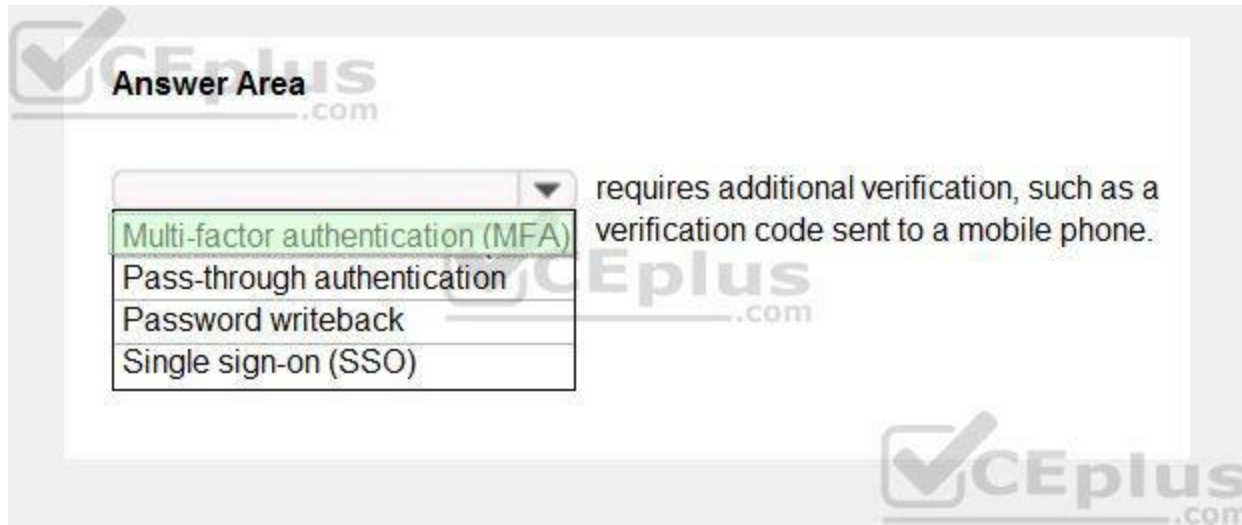 CEplus
.com
Answer Area
requires additional verification, such as a
verification code sent to a mobile phone.
Multi-factor authentication (MFA)
Pass-through authentication
Password writeback
Single sign-on (SSO)
CEplus
.com
CEplus
.com